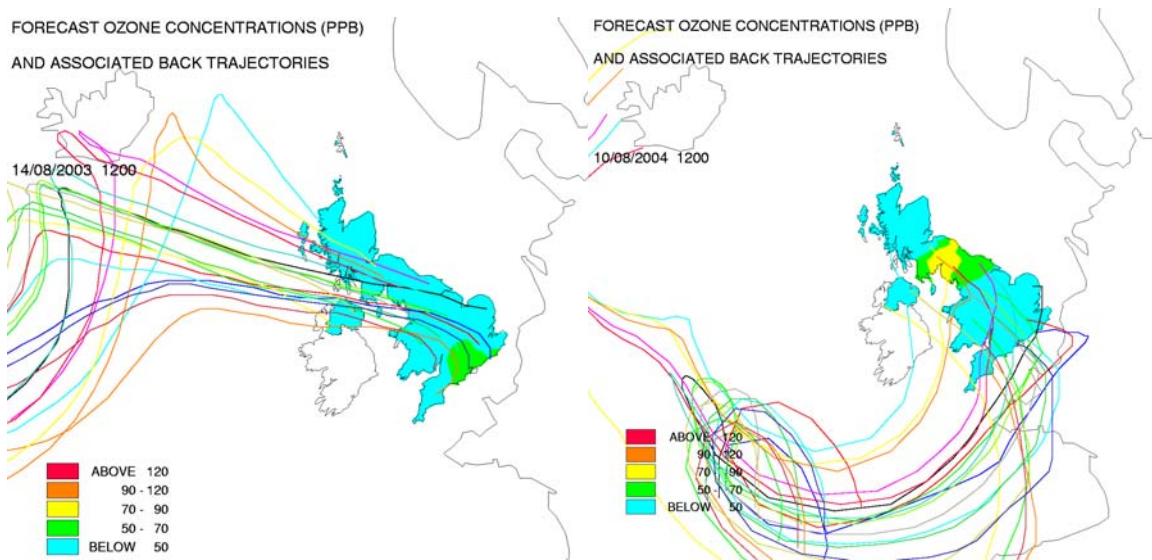 FORECAST OZONE CONCENTRATIONS (PPB)
AND ASSOCIATED BACK TRAJECTORIES
14/08/2003 1200
ABOVE 120
90 - 120
70 - 90
50 - 70
BELOW 50
FORECAST OZONE CONCENTRATIONS (PPB)
AND ASSOCIATED BACK TRAJECTORIES
10/08/2004 1200
ABOVE 120
90 - 120
70 - 90
50 - 70
BELOW 50